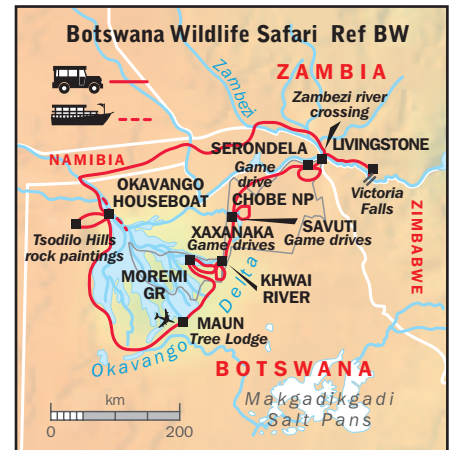 Botswana Wildlife Safari Ref BW
ZAMBIA
Zambezi
Zambezi river
crossing
LIVINGSTONE
SERONDELA
Game
drive
NAMIBIA
OKAVANGO
HOUSEBOAT
CHOBE NP
Victoria
Falls
ZIMBABWE
Tsodilo Hills
rock paintings
XAXANAKA
Game drives
SAVUTI
Game drives
MOREMI
GR
KHWAI
RIVER
MAUN
Tree Lodge
Okavango Delta
BOTSWANA
Makgadikgadi
Salt Pans
km
0
200